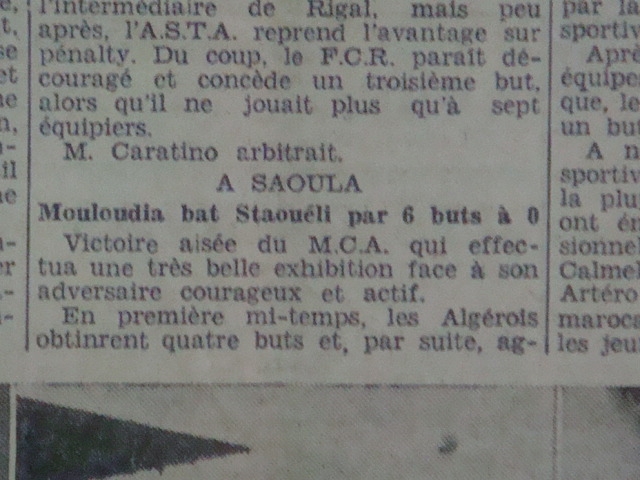 l'intermédiaire de Rigal, mais peu
après, l'A.S.T.A. reprend l'avantage sur
pénalty. Du coup, le F.C.R. paraît dé-
couragé et concède un troisième but,
alors qu'il ne jouait plus qu'à sept
équipiers.
M. Caratino arbitrait.
A SAOULA
Mouloudia bat Staouéli par 6 buts à 0
Victoire aisée du M.C.A. qui effec-
tua une très belle exhibition face à son
adversaire courageux et actif.
En première mi-temps, les Algérois
obtinrent quatre buts et, par suite, ag-
par la
sportiv
Aprè
équipe
que, le
un but
A n
sportiv
la plu
ont én
sionnel
Calme
Artéro
maroca
les jeu